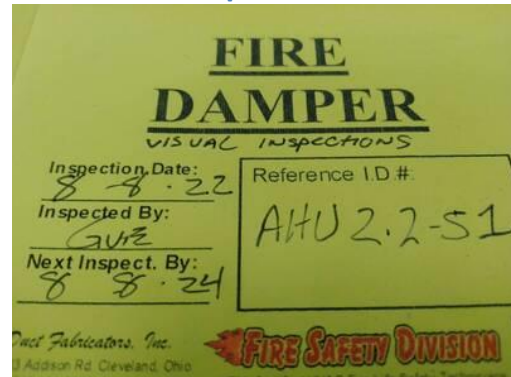 FIRE
DAMPER
VISUAL INSPECTIONS
Inspection Date:
8-8-22
Reference I.D.#:
AHU 2.2-S1
Inspected By:
Next Inspect. By:
8 8-24
Duct Fabricators, Inc.
FIRE SAFETY DIVISION
Addison Rd. Cleveland, Ohio